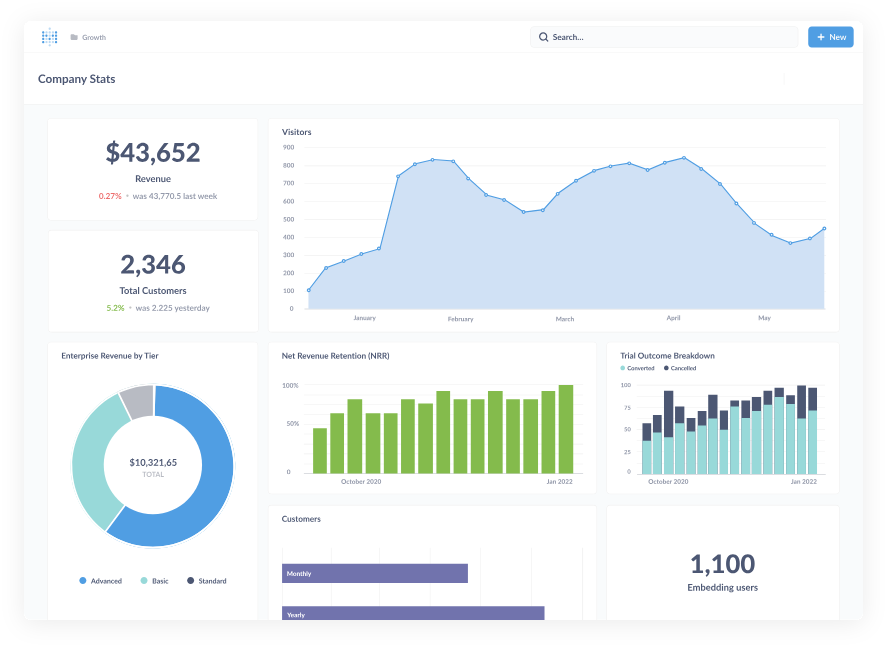 Growth
Search...
+ New
Company Stats
$43,652
Revenue
0.27% • was 43,770.5 last week
2,346
Total Customers
5.2% • was 2.225 yesterday
Visitors
900
800
700
600
500
400
300
200
100
0
January February March April May
Enterprise Revenue by Tier
$10,321,65
TOTAL
Advanced Basic Standard
Net Revenue Retention (NRR)
100%
50%
0
October 2020 Jan 2022
Trial Outcome Breakdown
Converted Cancelled
100
75
50
25
0
October 2020 Jan 2022
Customers
Monthly
Yearly
1,100
Embedding users